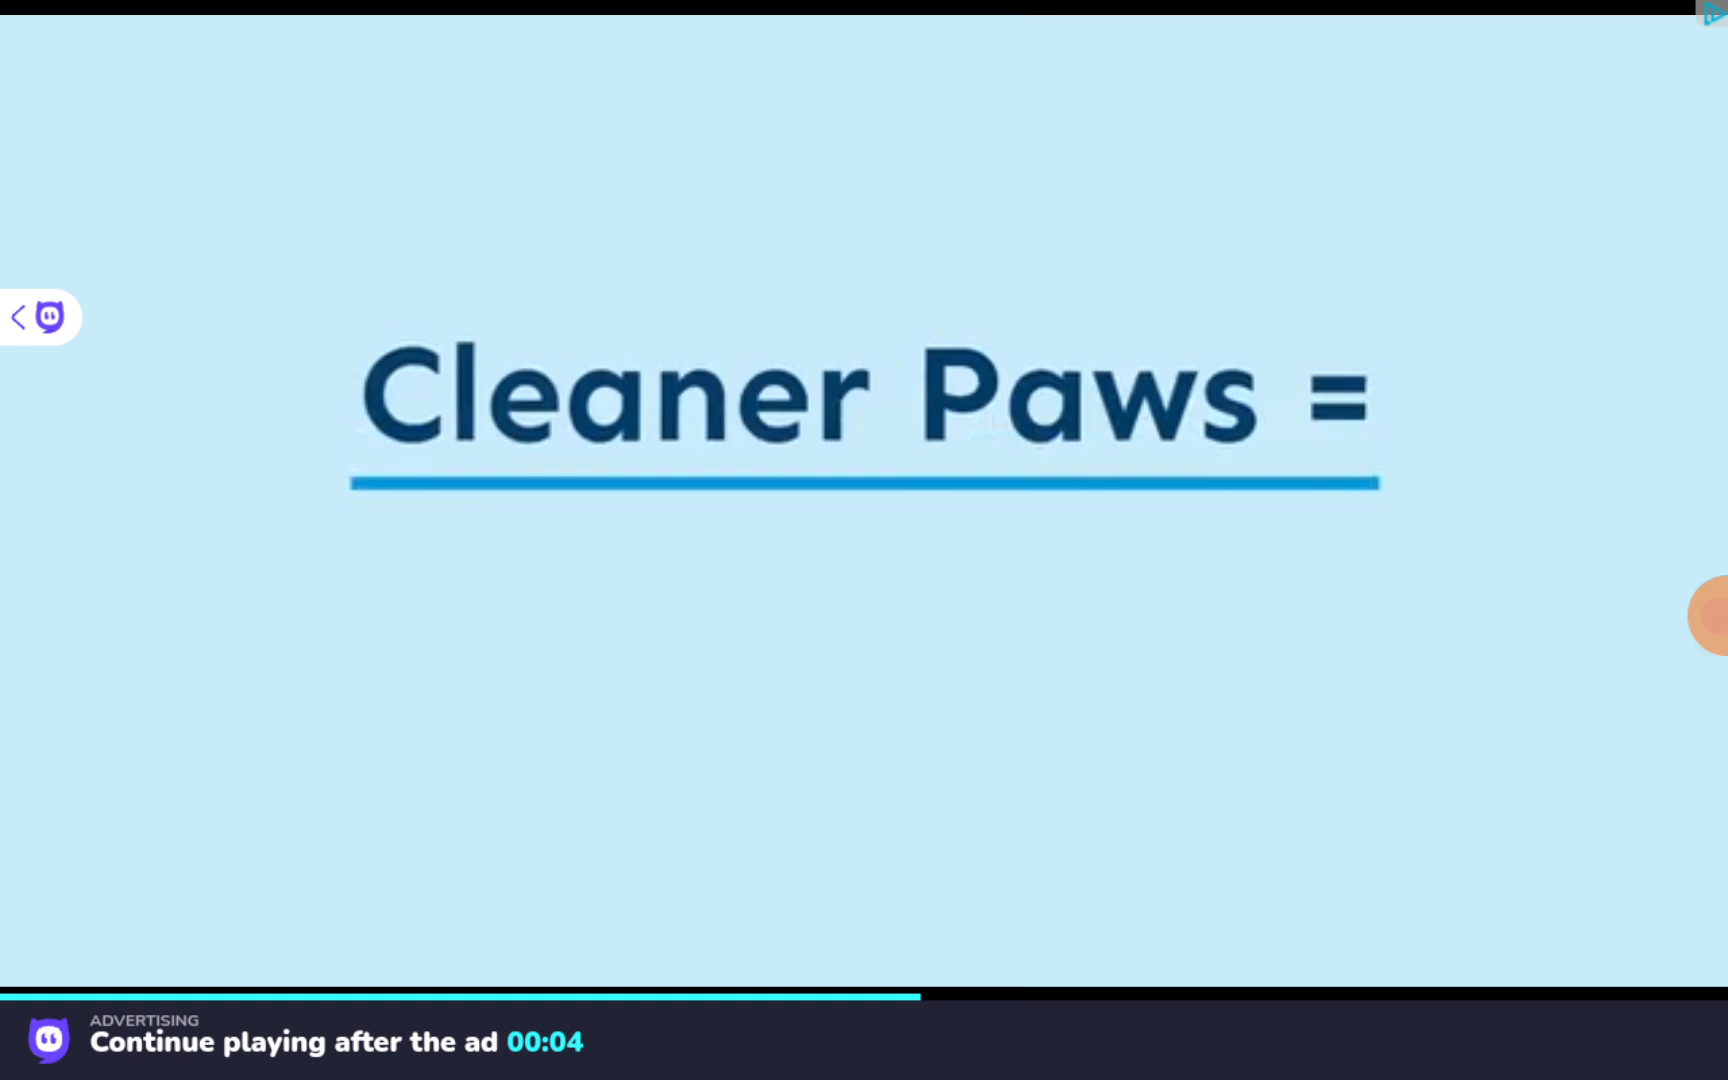 Cleaner Paws =
ADVERTISING
Continue playing after the ad 00:04